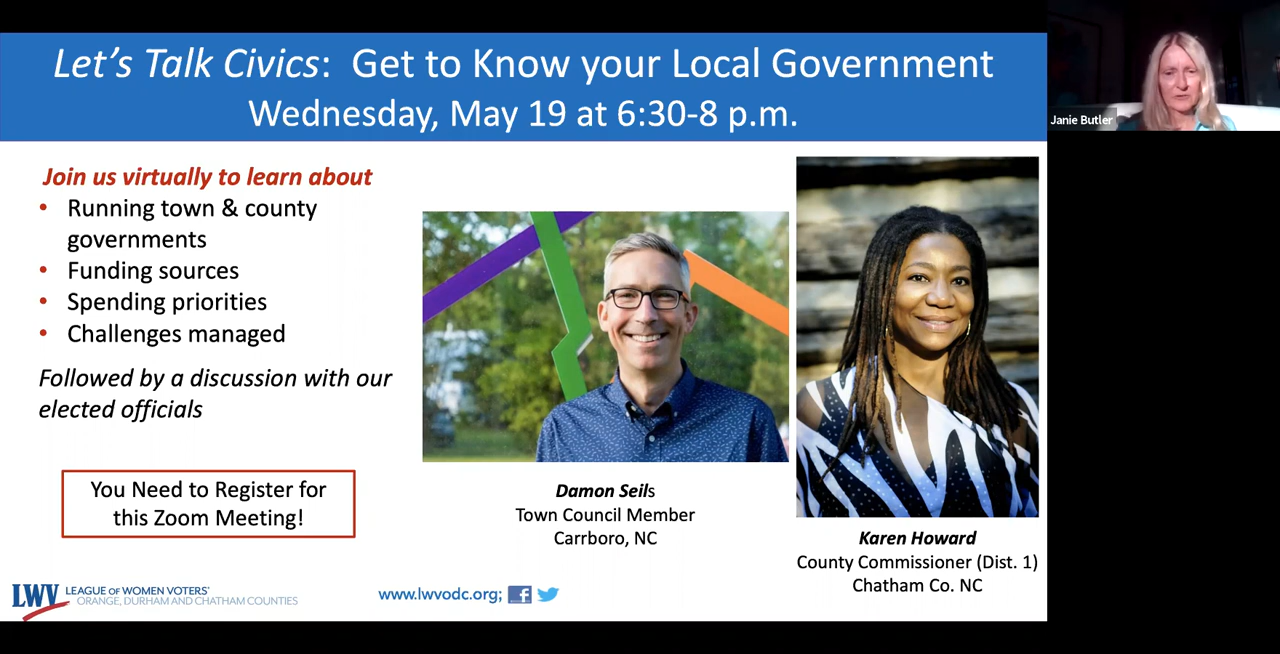 Let's Talk Civics: Get to Know your Local Government
Wednesday, May 19 at 6:30-8 p.m.
Janie Butler
Join us virtually to learn about
• Running town & county
governments
• Funding sources
• Spending priorities
• Challenges managed
Followed by a discussion with our
elected officials
You Need to Register for
this Zoom Meeting!
Damon Seils
Town Council Member
Carrboro, NC
Karen Howard
County Commissioner (Dist. 1)
Chatham Co. NC
LWV LEAGUE OF WOMEN VOTERS®
ORANGE, DURHAM AND CHATHAM COUNTIES
www.lwvodc.org;